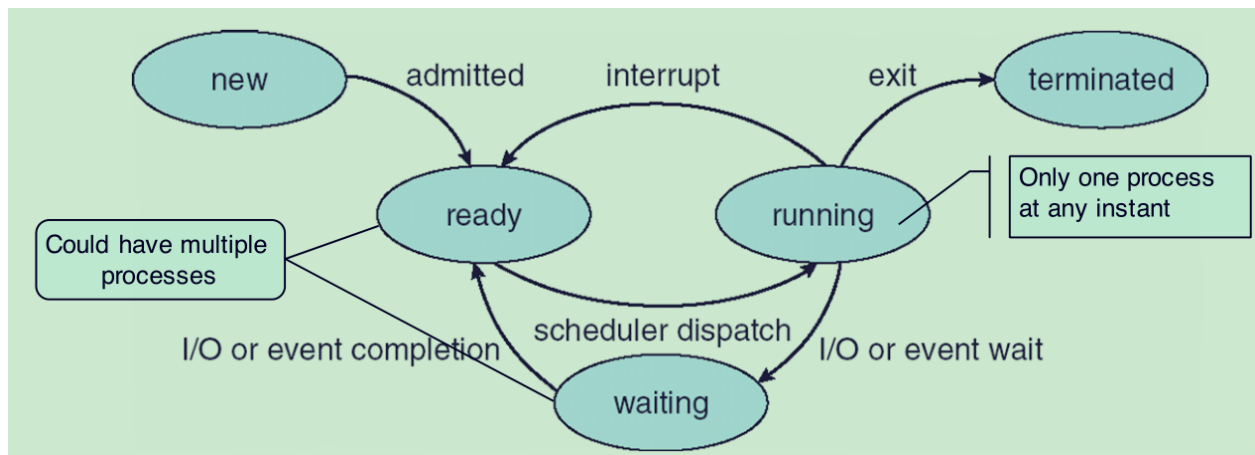 new
admitted
interrupt
exit
terminated
ready
running
Only one process
at any instant
Could have multiple
processes
scheduler dispatch
I/O or event completion
I/O or event wait
waiting